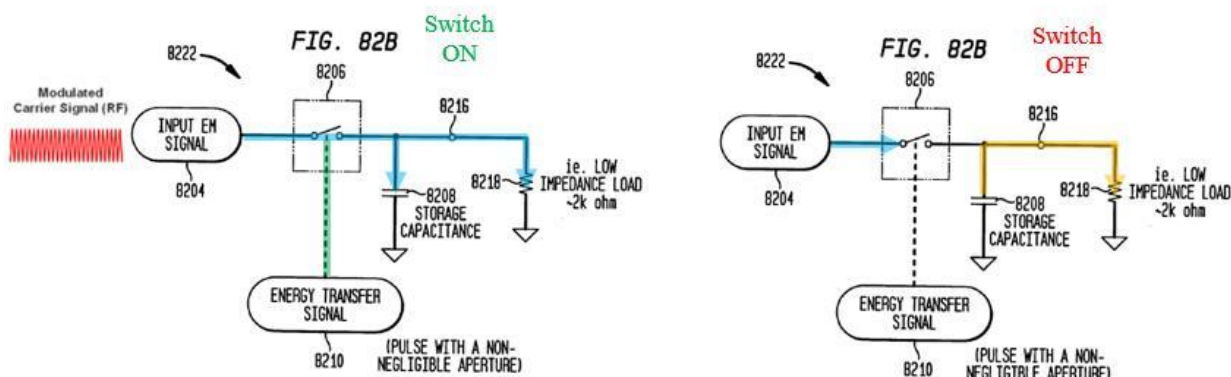 FIG. 82B
Switch
ON
8222
8206
Modulated
Carrier Signal (RF)
INPUT EM
SIGNAL
8204
8216
8208
STORAGE
CAPACITANCE
8218
ie. LOW
IMPEDANCE LOAD
~2k ohm
ENERGY TRANSFER
SIGNAL
8210
(PULSE WITH A NON-
NEGLIGIBLE APERTURE)
FIG. 82B
Switch
OFF
8222
8206
INPUT EM
SIGNAL
8204
8216
8208
STORAGE
CAPACITANCE
8218
ie. LOW
IMPEDANCE LOAD
~2k ohm
ENERGY TRANSFER
SIGNAL
8210
(PULSE WITH A NON-
NEGLIGIBLE APERTURE)